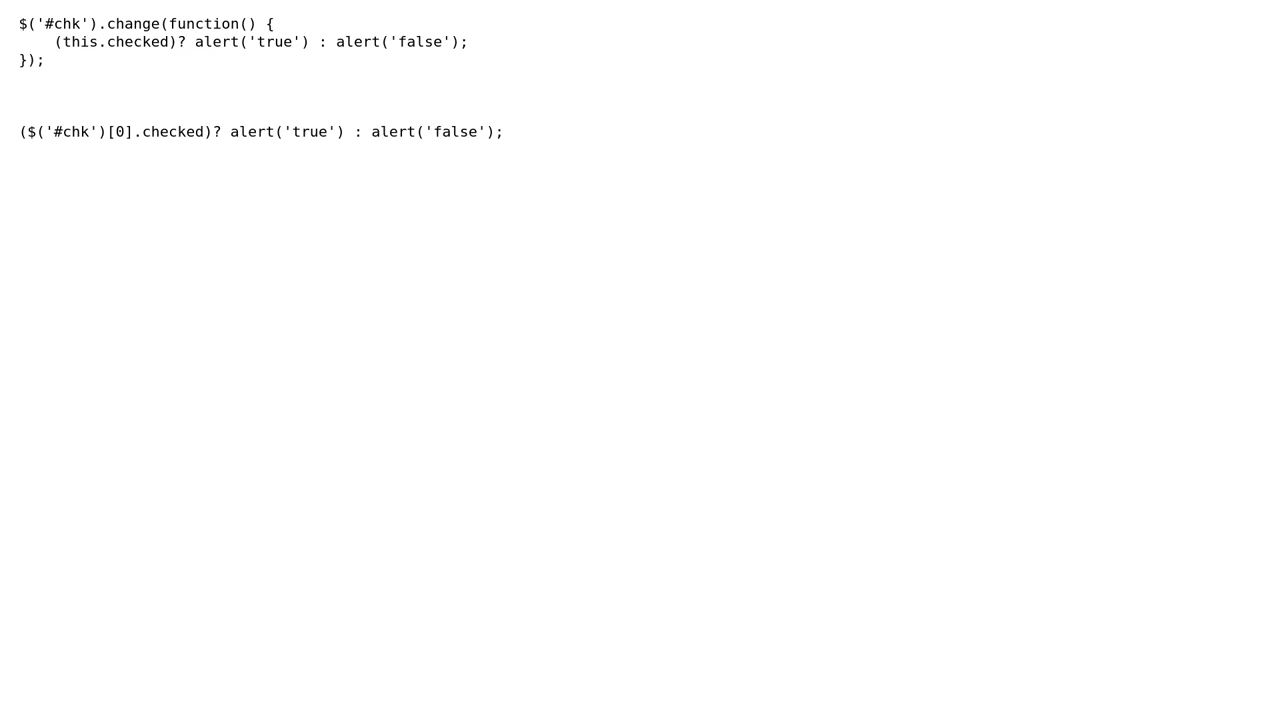 $('#chk').change(function() {
    (this.checked)? alert('true') : alert('false');
});
($('#chk')[0].checked)? alert('true') : alert('false');